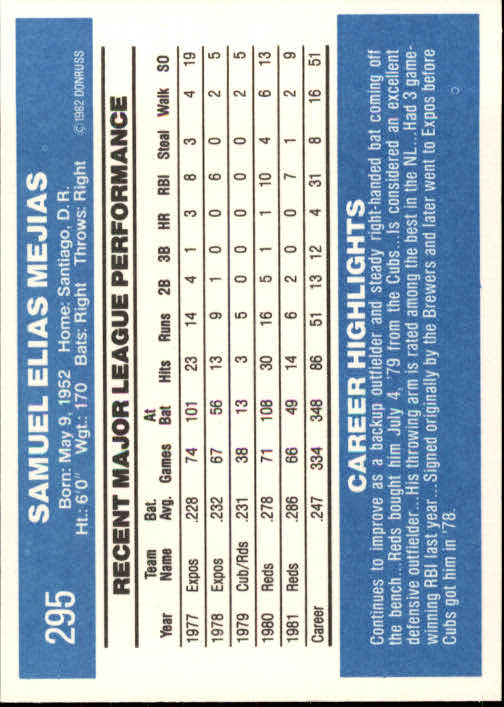 295
SAMUEL ELIAS MEJIAS
Born: May 9, 1952 Home: Santiago, D. R.
Ht.: 6'0" Wgt.: 170 Bats: Right Throws: Right
©1982 DONRUSS
RECENT MAJOR LEAGUE PERFORMANCE
Year Team Name Bat. Avg. Games At Bat Hits Runs 2B 3B HR RBI Steal Walk SO
1977 Expos .228 74 101 23 14 4 1 3 8 3 4 19
1978 Expos .232 67 56 13 9 1 0 0 6 0 2 5
1979 Cub/Rds .231 38 13 3 5 0 0 0 0 0 2 5
1980 Reds .278 71 108 30 16 5 1 1 10 4 6 13
1981 Reds .286 66 49 14 6 2 0 0 7 1 2 9
Career .247 334 348 86 51 13 12 4 31 8 16 51
CAREER HIGHLIGHTS
Continues to improve as a backup outfielder and steady right-handed bat coming off
the bench...Reds bought him July 4, '79 from the Cubs...Is considered an excellent
defensive outfielder...His throwing arm is rated among the best in the NL...Had 3 game-
winning RBI last year...Signed originally by the Brewers and later went to Expos before
Cubs got him in '78.